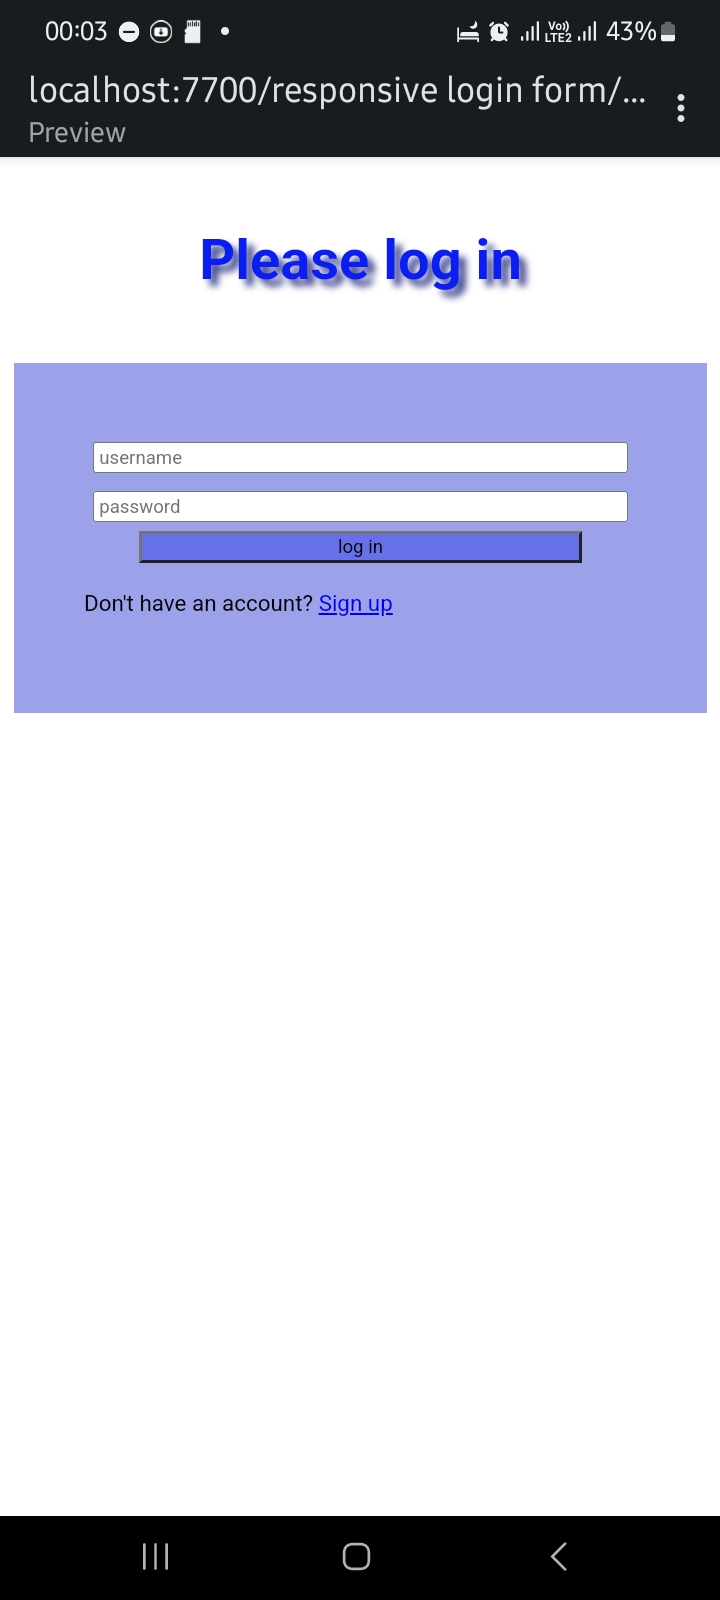 00:03 Vo)) LTE2 43%
localhost:7700/responsive login form/...
Preview
Please log in
username
password
log in
Don't have an account? Sign up